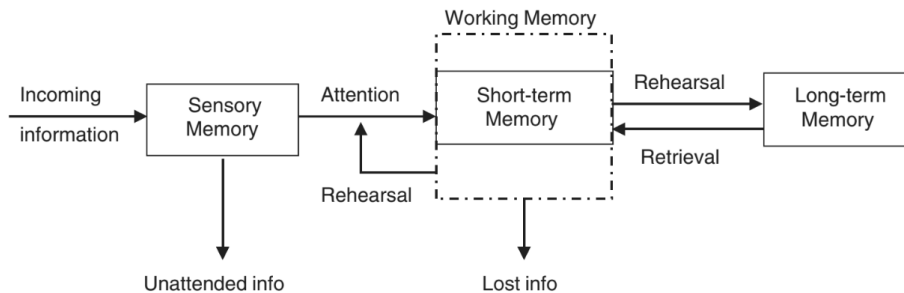 Working Memory
Incoming
information
Sensory
Memory
Attention
Short-term
Memory
Rehearsal
Long-term
Memory
Retrieval
Rehearsal
Unattended info
Lost info